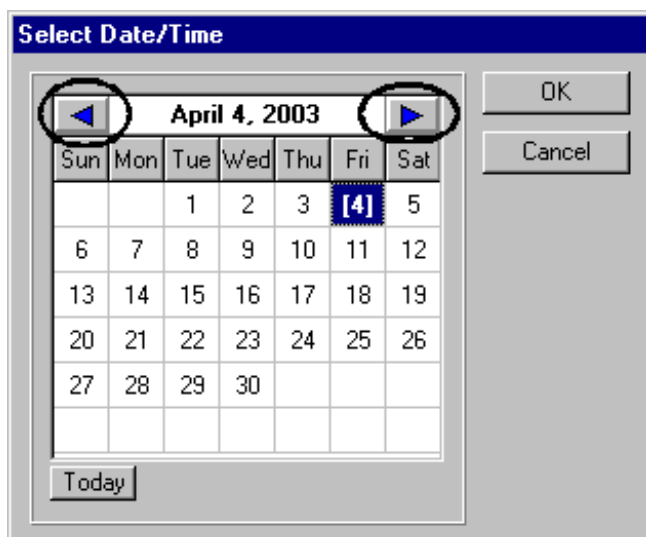 Select Date/Time
April 4, 2003
OK
Cancel
Sun Mon Tue Wed Thu Fri Sat
1 2 3 [4] 5
6 7 8 9 10 11 12
13 14 15 16 17 18 19
20 21 22 23 24 25 26
27 28 29 30
Today